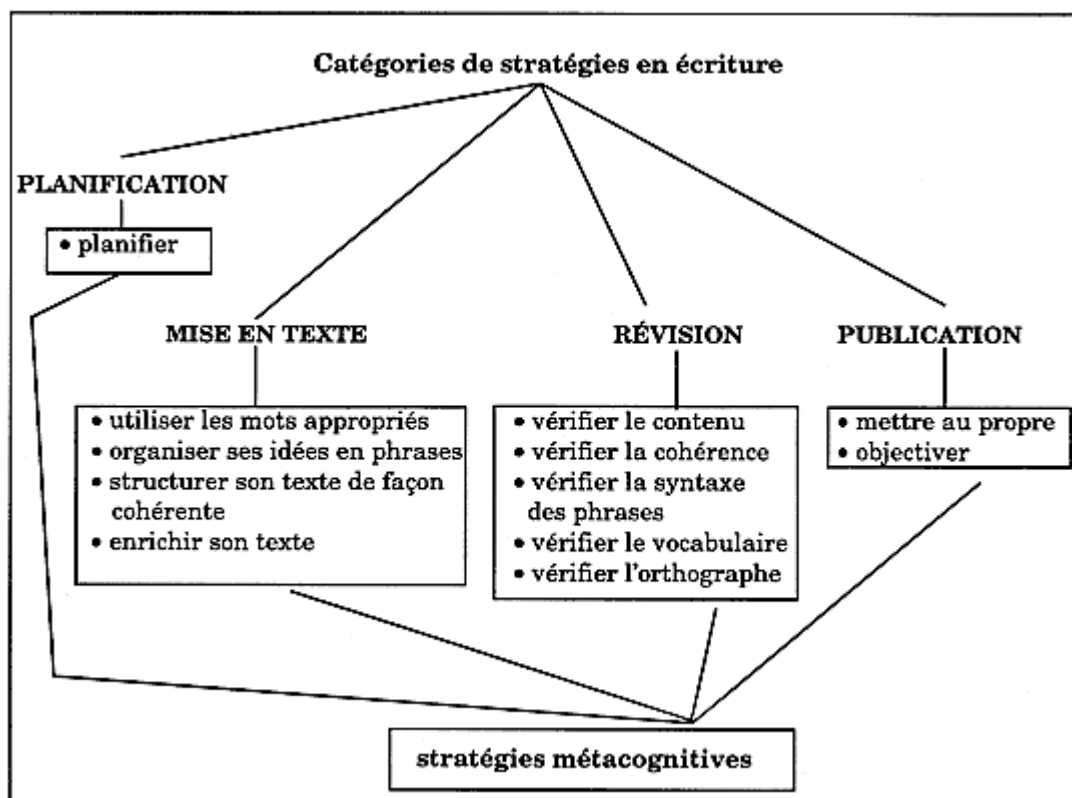 Catégories de stratégies en écriture
PLANIFICATION
• planifier
MISE EN TEXTE
• utiliser les mots appropriés
• organiser ses idées en phrases
• structurer son texte de façon
cohérente
• enrichir son texte
RÉVISION
• vérifier le contenu
• vérifier la cohérence
• vérifier la syntaxe
des phrases
• vérifier le vocabulaire
• vérifier l'orthographe
PUBLICATION
• mettre au propre
• objectiver
stratégies métacognitives